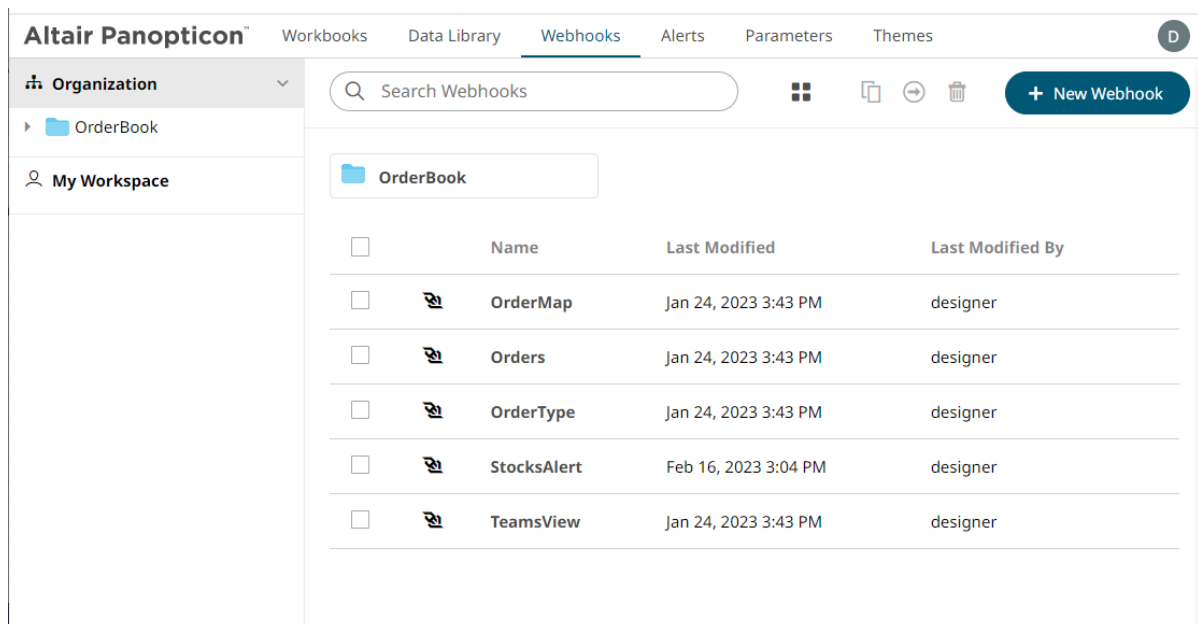 Altair Panopticon™ Workbooks Data Library Webhooks Alerts Parameters Themes D
Organization
OrderBook
My Workspace
Search Webhooks
+ New Webhook
OrderBook
Name Last Modified Last Modified By
OrderMap Jan 24, 2023 3:43 PM designer
Orders Jan 24, 2023 3:43 PM designer
OrderType Jan 24, 2023 3:43 PM designer
StocksAlert Feb 16, 2023 3:04 PM designer
TeamsView Jan 24, 2023 3:43 PM designer